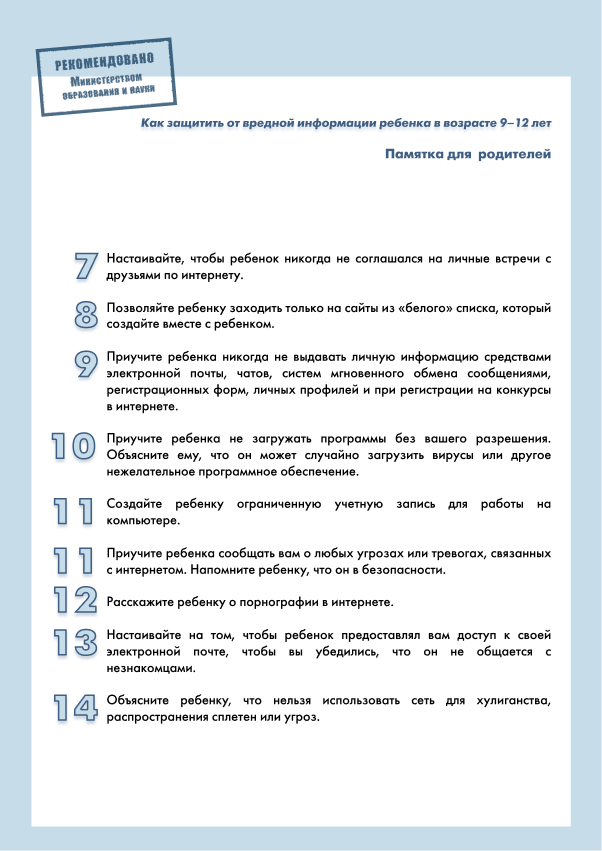 РЕКОМЕНДОВАНО
Министерством
образования и науки
Как защитить от вредной информации ребенка в возрасте 9–12 лет
Памятка для родителей
7 Настаивайте, чтобы ребенок никогда не соглашался на личные встречи с
друзьями по интернету.
8 Позволяйте ребенку заходить только на сайты из «белого» списка, который
создайте вместе с ребенком.
9 Приучите ребенка никогда не выдавать личную информацию средствами
электронной почты, чатов, систем мгновенного обмена сообщениями,
регистрационных форм, личных профилей и при регистрации на конкурсы
в интернете.
10 Приучите ребенка не загружать программы без вашего разрешения.
Объясните ему, что он может случайно загрузить вирусы или другое
нежелательное программное обеспечение.
11 Создайте ребенку ограниченную учетную запись для работы на
компьютере.
11 Приучите ребенка сообщать вам о любых угрозах или тревогах, связанных
с интернетом. Напомните ребенку, что он в безопасности.
12 Расскажите ребенку о порнографии в интернете.
13 Настаивайте на том, чтобы ребенок предоставлял вам доступ к своей
электронной почте, чтобы вы убедились, что он не общается с
незнакомцами.
14 Объясните ребенку, что нельзя использовать сеть для хулиганства,
распространения сплетен или угроз.